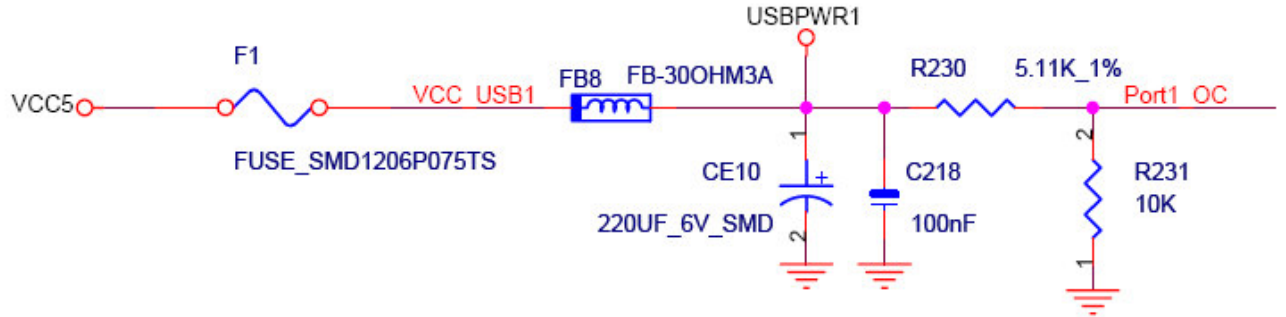 USBPWR1
F1
FB8
FB-30OHM3A
R230
5.11K_1%
VCC5
VCC_USB1
Port1_OC
FUSE_SMD1206P075TS
1
2
CE10
+
C218
R231
220UF_6V_SMD
100nF
10K
2
1